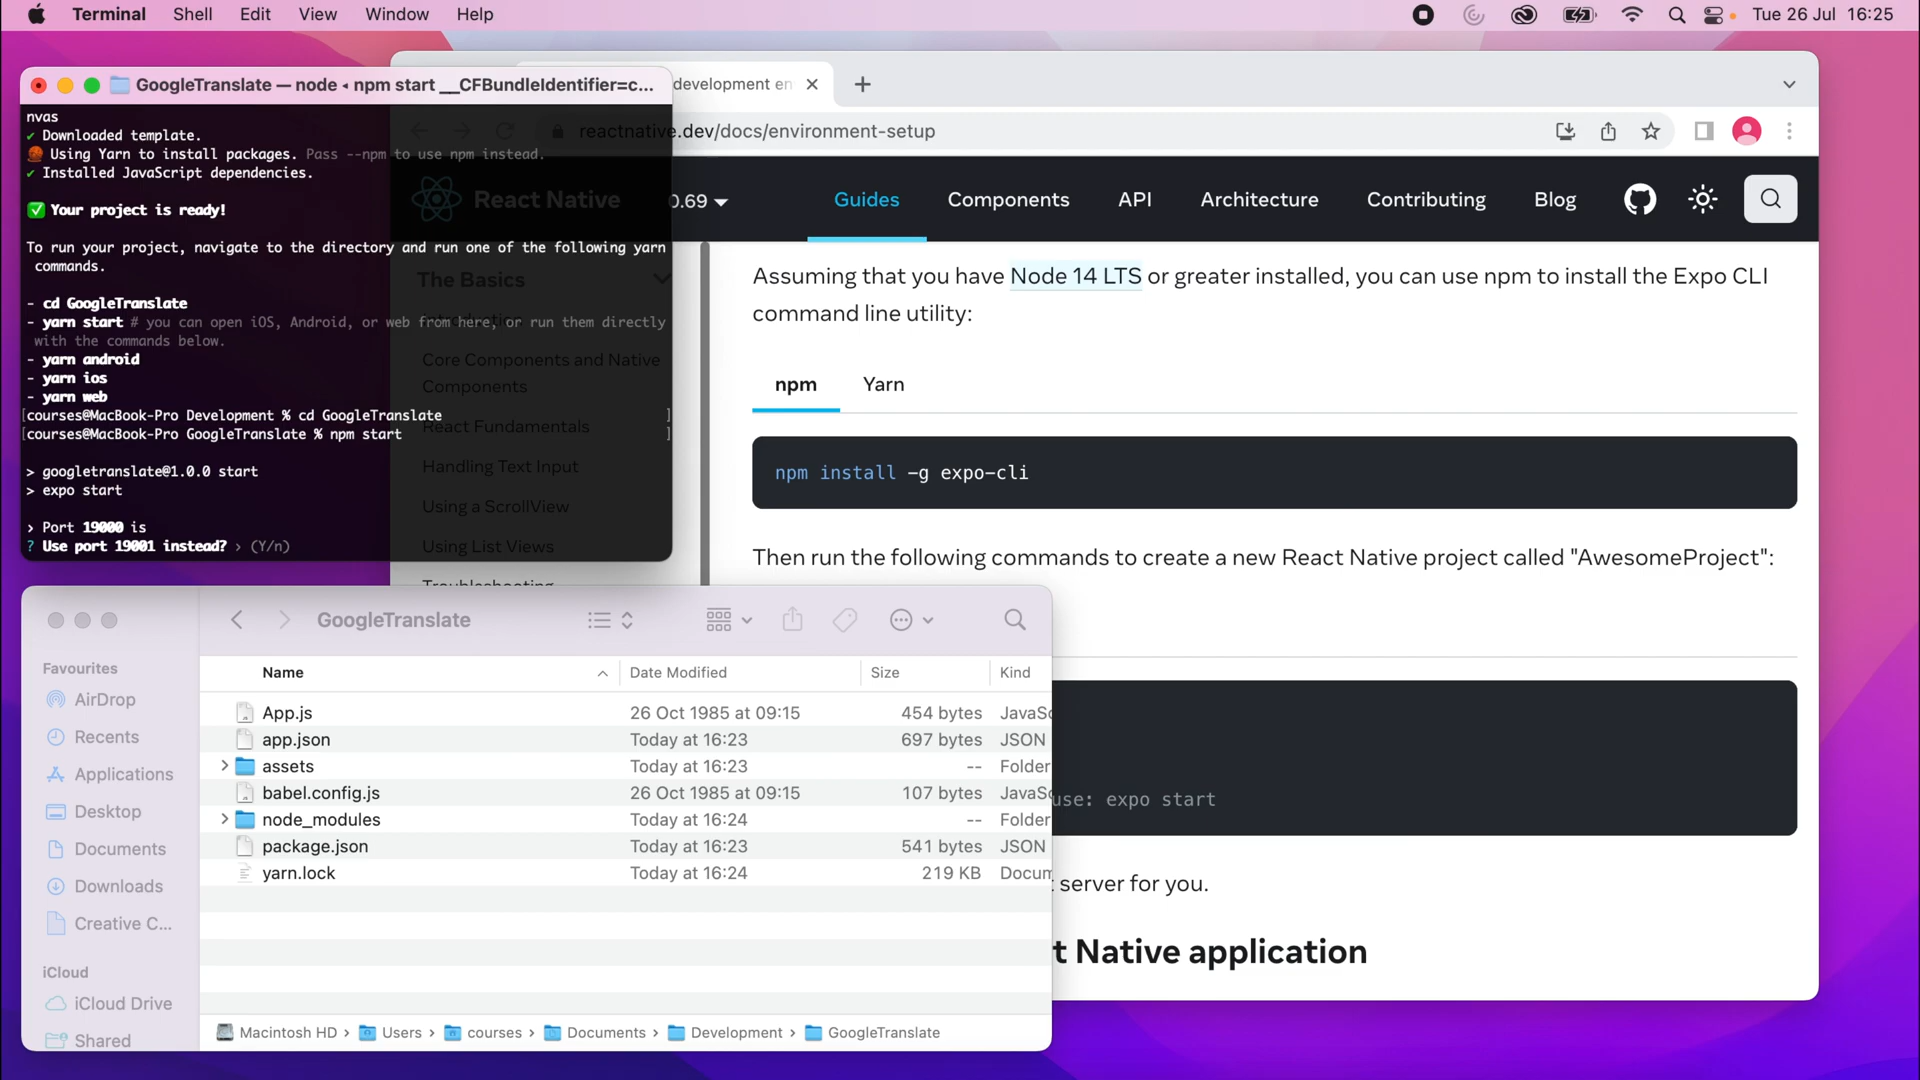 Terminal Shell Edit View Window Help Tue 26 Jul 16:25
GoogleTranslate — node ◂ npm start __CFBundleIdentifier=c...
nvas
✔ Downloaded template.
Using Yarn to install packages. Pass --npm to use npm instead.
✔ Installed JavaScript dependencies.
✅ Your project is ready!
To run your project, navigate to the directory and run one of the following yarn
commands.
- cd GoogleTranslate
- yarn start # you can open iOS, Android, or web from here, or run them directly
with the commands below.
- yarn android
- yarn ios
- yarn web
[courses@MacBook-Pro Development % cd GoogleTranslate ]
[courses@MacBook-Pro GoogleTranslate % npm start ]
> googletranslate@1.0.0 start
> expo start
› Port 19000 is
? Use port 19001 instead? › (Y/n)
development en
reactnative.dev/docs/environment-setup
React Native 0.69 Guides Components API Architecture Contributing Blog
The Basics
Introduction
Core Components and Native
Components
React Fundamentals
Handling Text Input
Using a ScrollView
Using List Views
Troubleshooting
Assuming that you have Node 14 LTS or greater installed, you can use npm to install the Expo CLI
command line utility:
npm Yarn
npm install -g expo-cli
Then run the following commands to create a new React Native project called "AwesomeProject":
use: expo start
server for you.
t Native application
GoogleTranslate
Favourites
AirDrop
Recents
Applications
Desktop
Documents
Downloads
Creative C...
iCloud
iCloud Drive
Shared
Name Date Modified Size Kind
App.js 26 Oct 1985 at 09:15 454 bytes JavaSc
app.json Today at 16:23 697 bytes JSON
assets Today at 16:23 -- Folder
babel.config.js 26 Oct 1985 at 09:15 107 bytes JavaSc
node_modules Today at 16:24 -- Folder
package.json Today at 16:23 541 bytes JSON
yarn.lock Today at 16:24 219 KB Docum
Macintosh HD › Users › courses › Documents › Development › GoogleTranslate